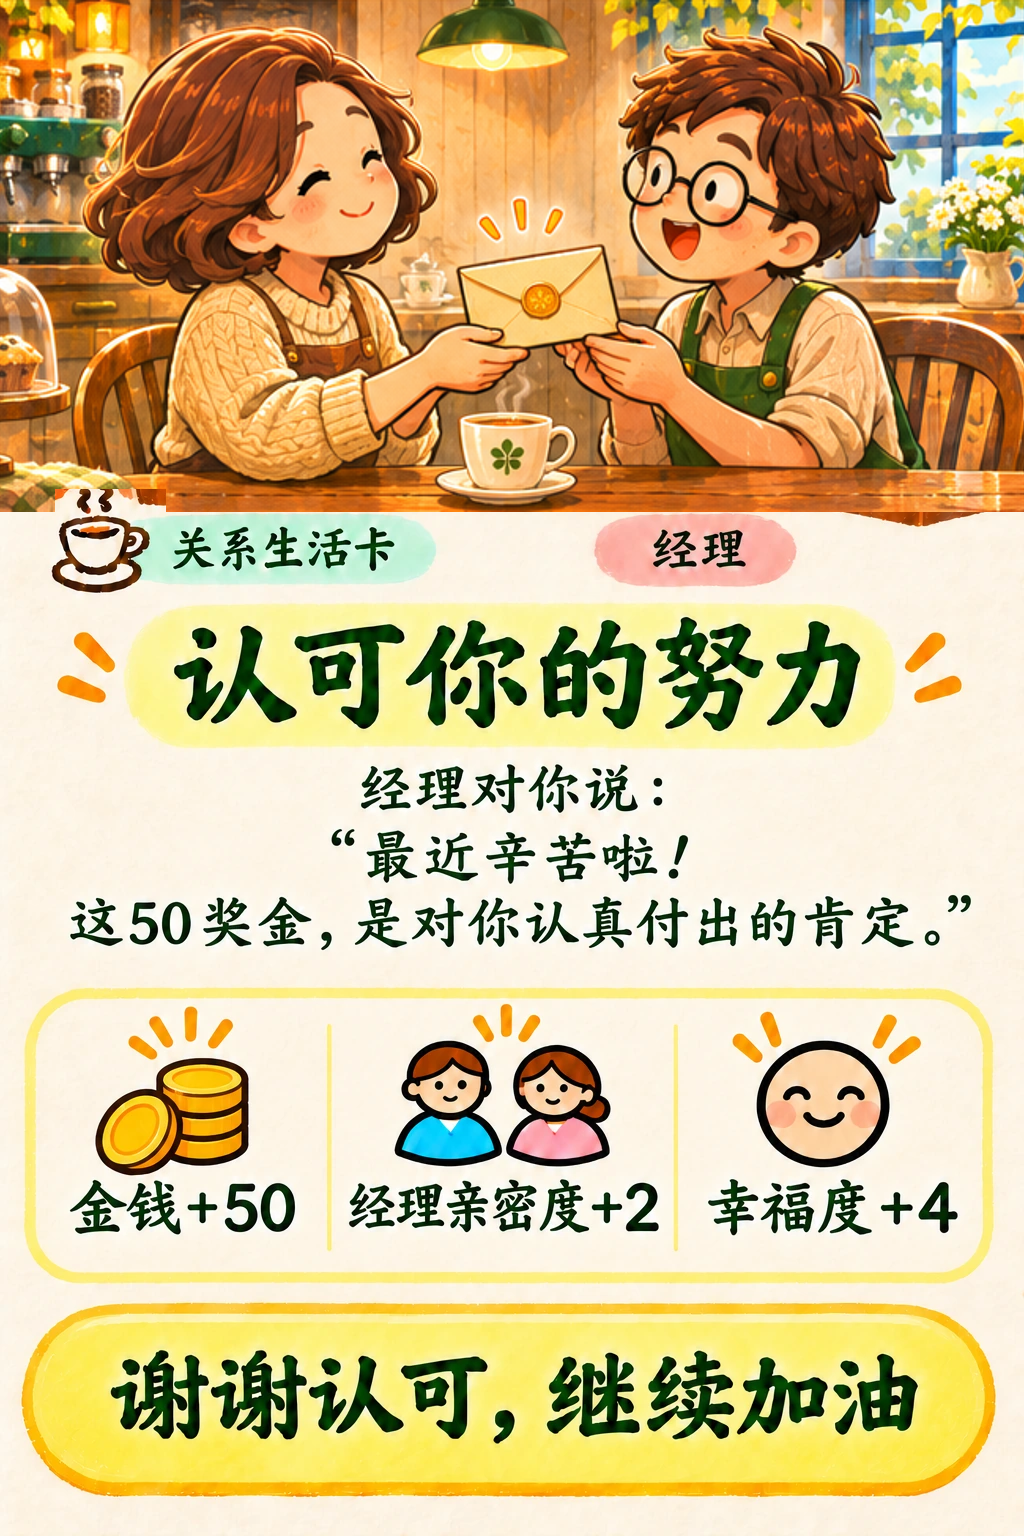 关系生活卡
经理
认可你的努力
经理对你说：
“最近辛苦啦！
这50奖金，是对你认真付出的肯定。”
金钱+50
经理亲密度+2
幸福度+4
谢谢认可，继续加油